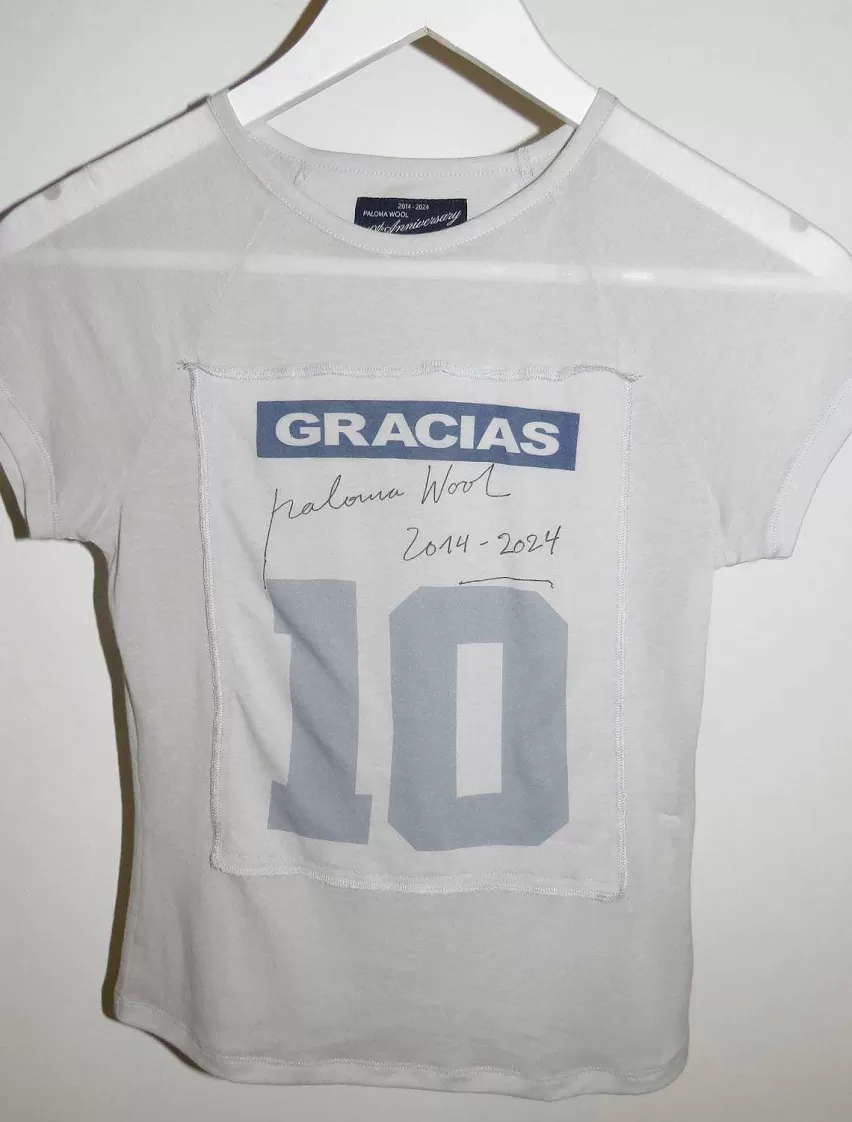 2014 - 2024
PALOMA WOOL
Anniversary
GRACIAS
paloma Wool
2014 - 2024
10